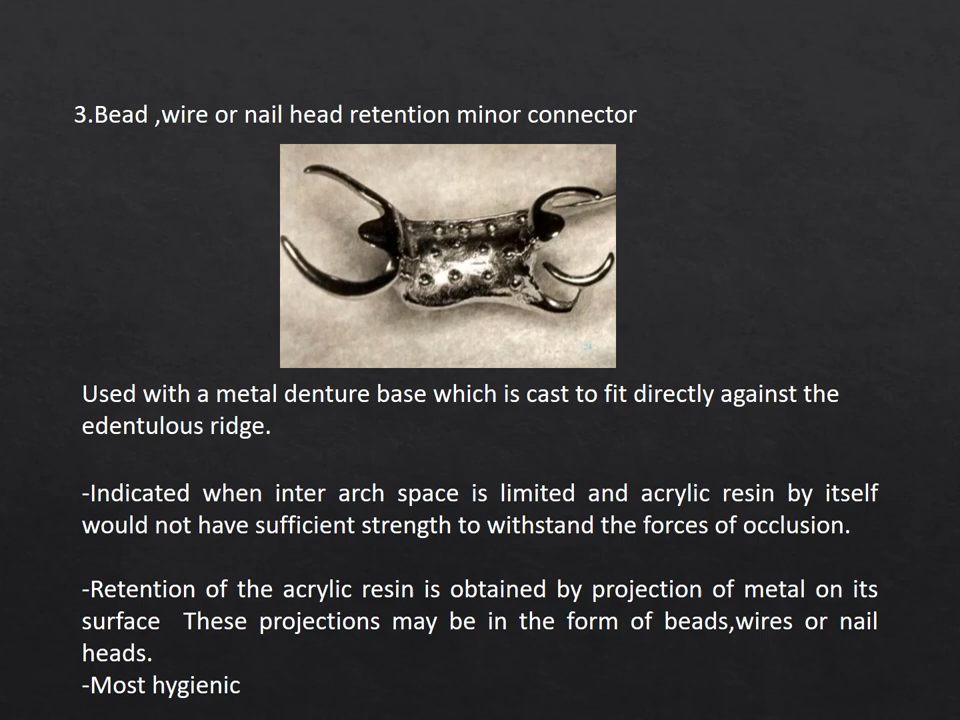 3.Bead ,wire or nail head retention minor connector
Used with a metal denture base which is cast to fit directly against the
edentulous ridge.
-Indicated when inter arch space is limited and acrylic resin by itself
would not have sufficient strength to withstand the forces of occlusion.
-Retention of the acrylic resin is obtained by projection of metal on its
surface  These projections may be in the form of beads,wires or nail
heads.
-Most hygienic